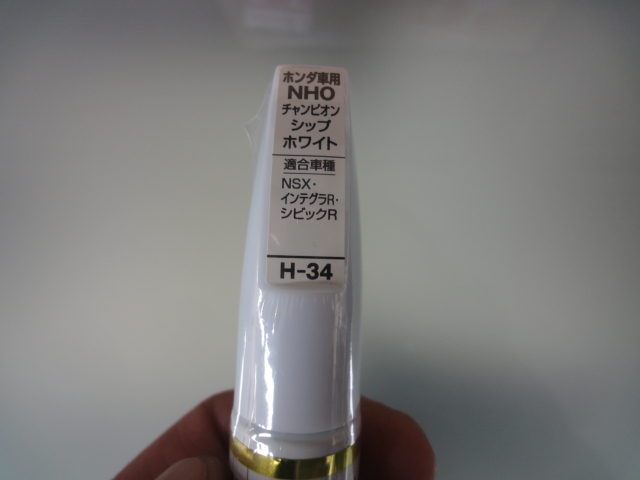 ホンダ車用
NHO
チャンピオン
シップ
ホワイト
適合車種
NSX・
インテグラR・
シビックR
H-34